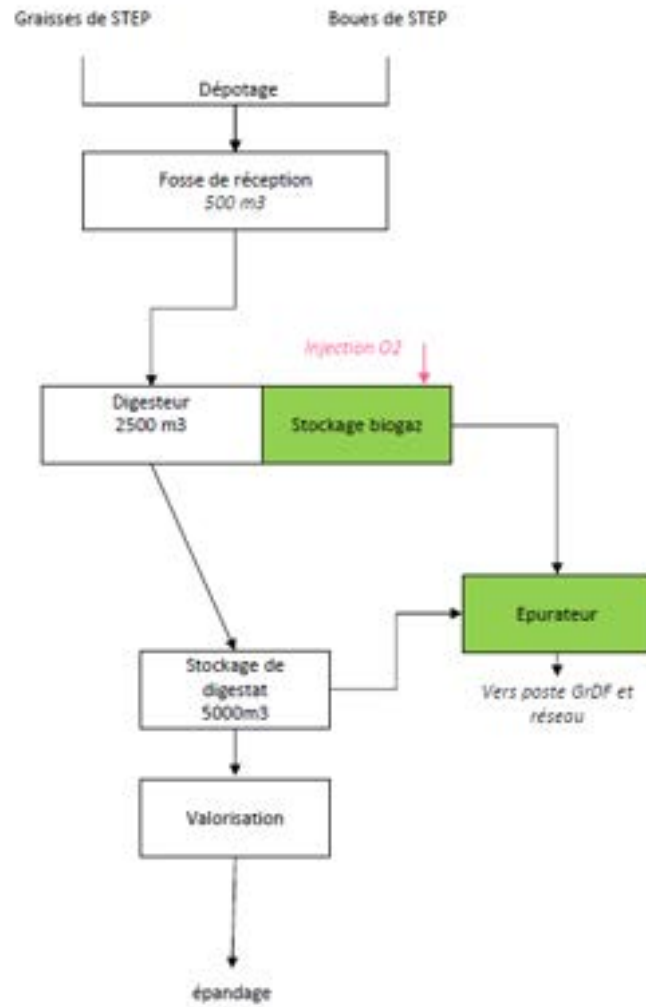 Graisses de STEP
Boues de STEP
Dépotage
Fosse de réception
500 m3
Injection O2
Digesteur
2500 m3
Stockage biogaz
Epurateur
Stockage de
digestat
5000m3
Vers poste GrDF et
réseau
Valorisation
épandage